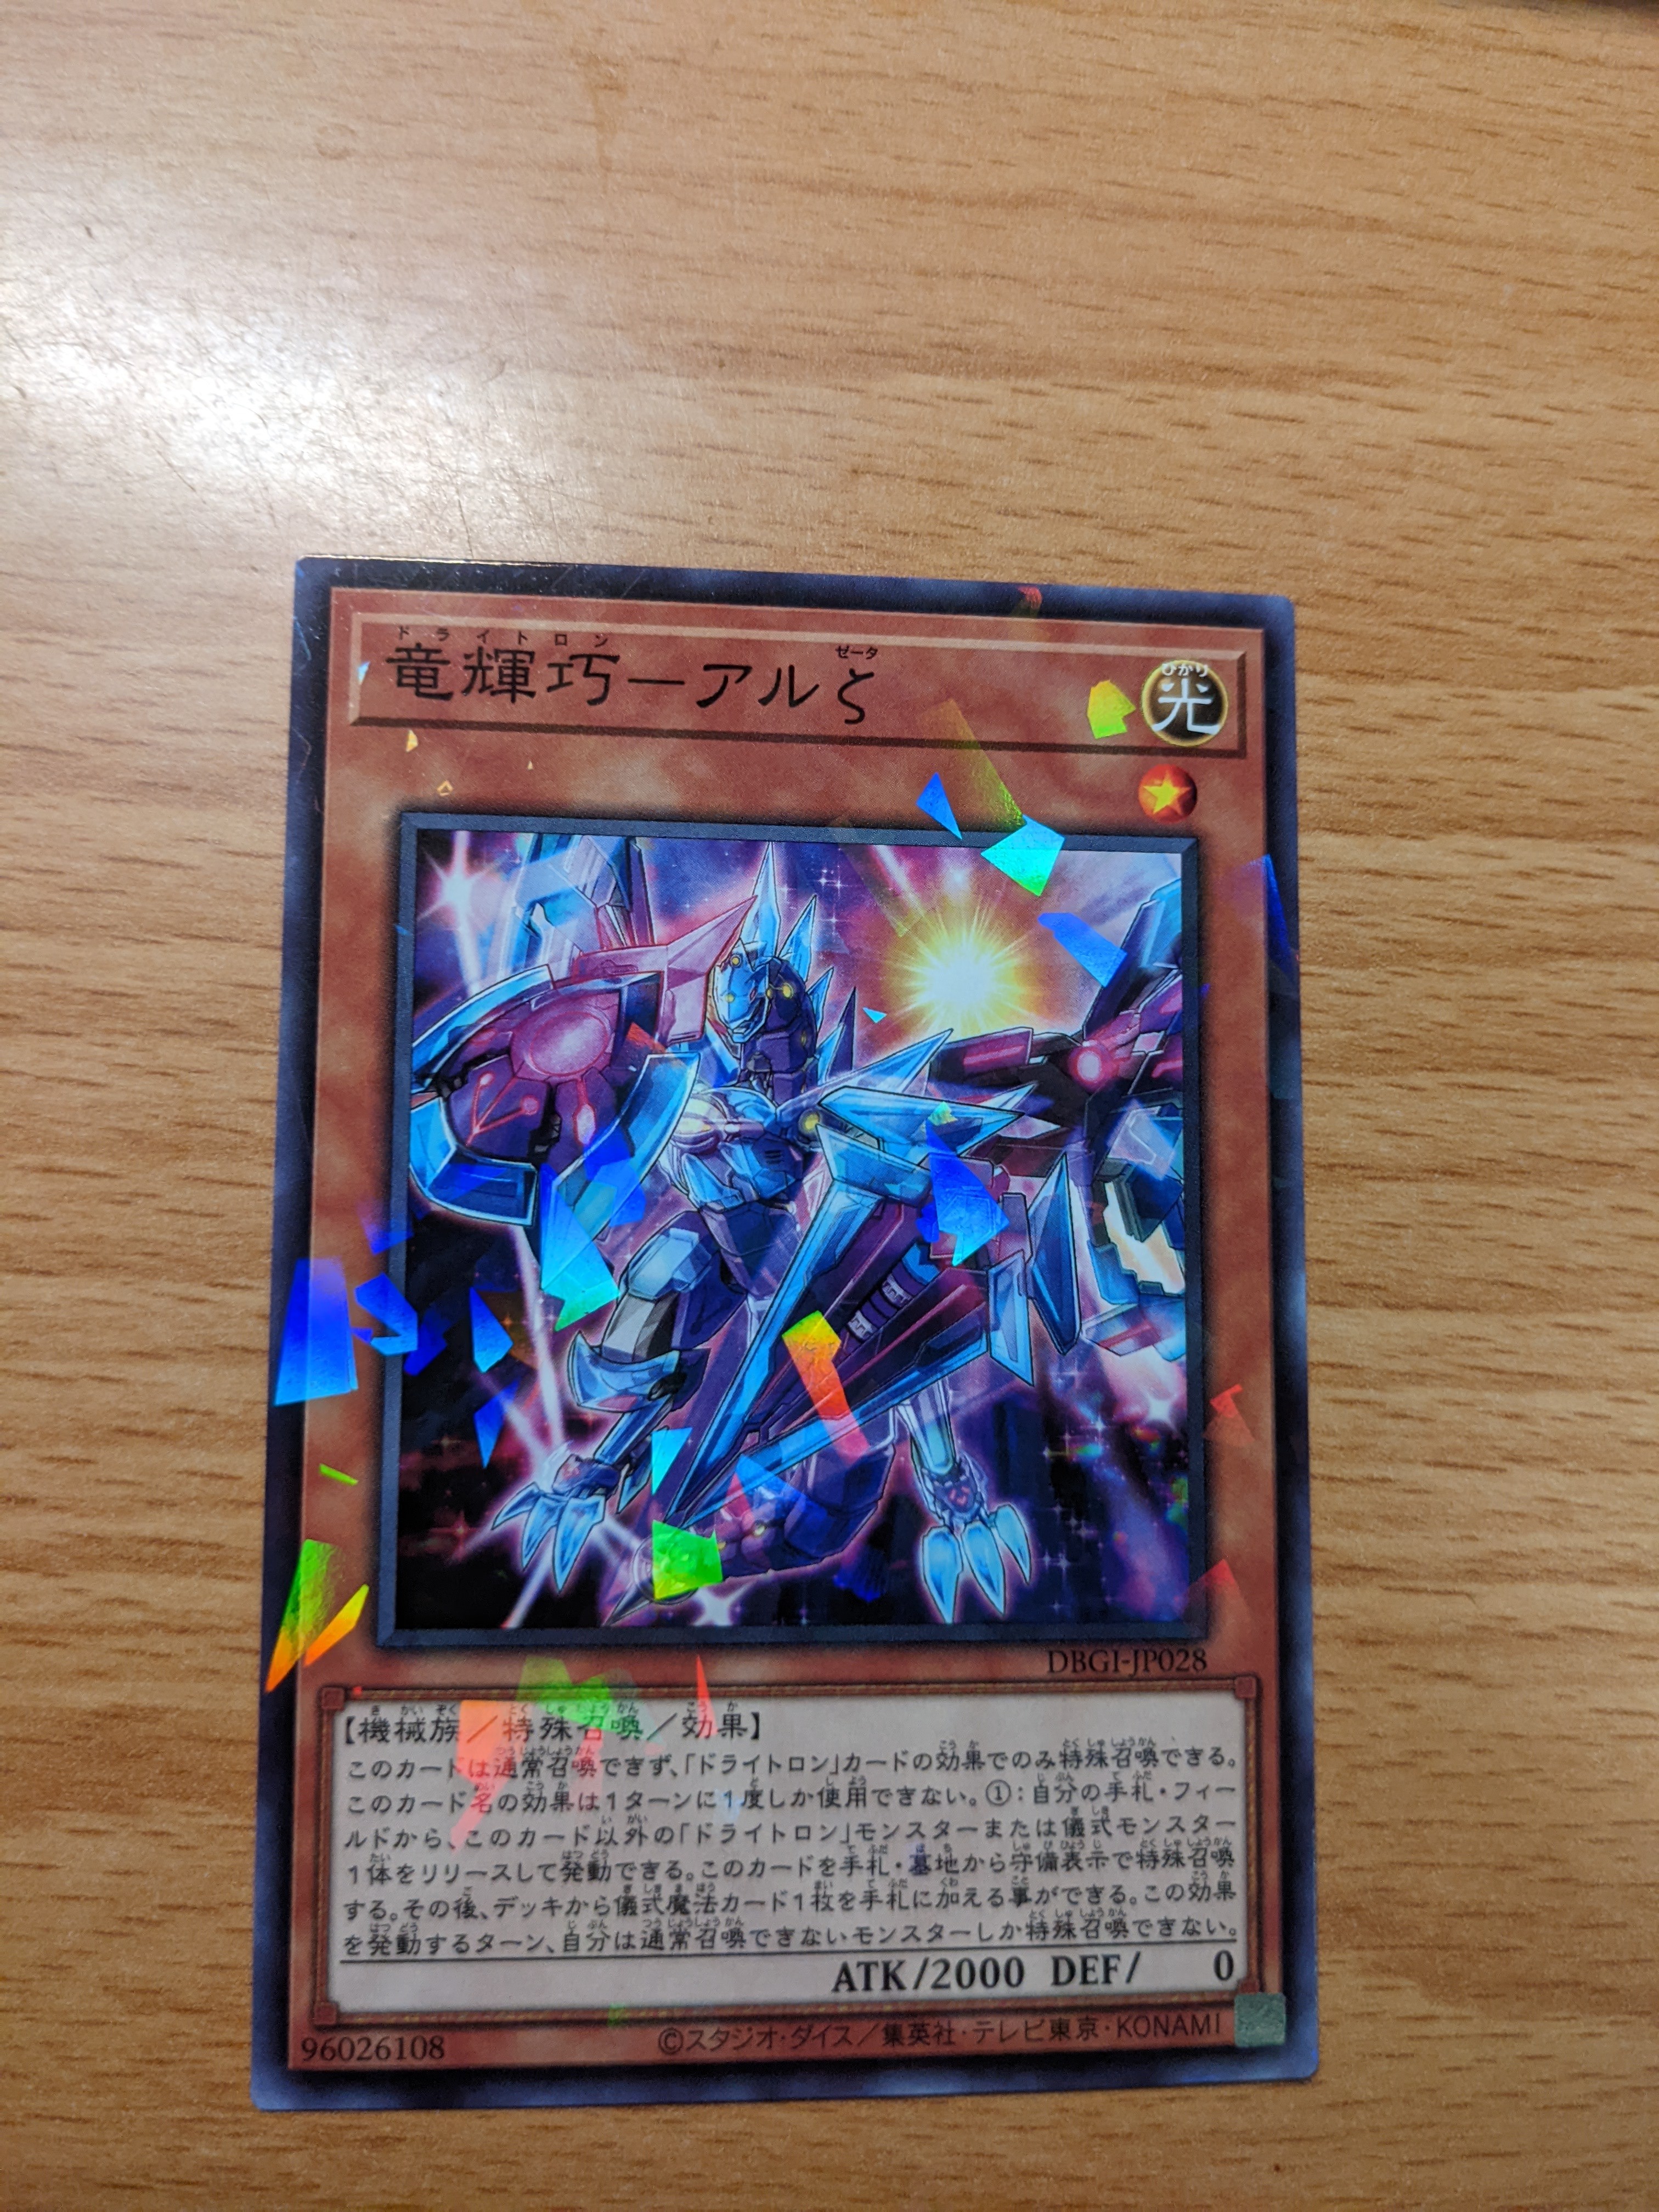 ドライトロン
ゼータ
竜輝巧－アルζ
ひかり
光
DBGI-JP028
【機械族／特殊召喚／効果】
このカードは通常召喚できず、「ドライトロン」カードの効果でのみ特殊召喚できる。
このカード名の効果は１ターンに１度しか使用できない。①：自分の手札・フィー
ルドから、このカード以外の「ドライトロン」モンスターまたは儀式モンスター
１体をリリースして発動できる。このカードを手札・墓地から守備表示で特殊召喚
する。その後、デッキから儀式魔法カード１枚を手札に加える事ができる。この効果
を発動するターン、自分は通常召喚できないモンスターしか特殊召喚できない。
ATK/2000 DEF/ 0
96026108 ©スタジオ・ダイス／集英社・テレビ東京・KONAMI